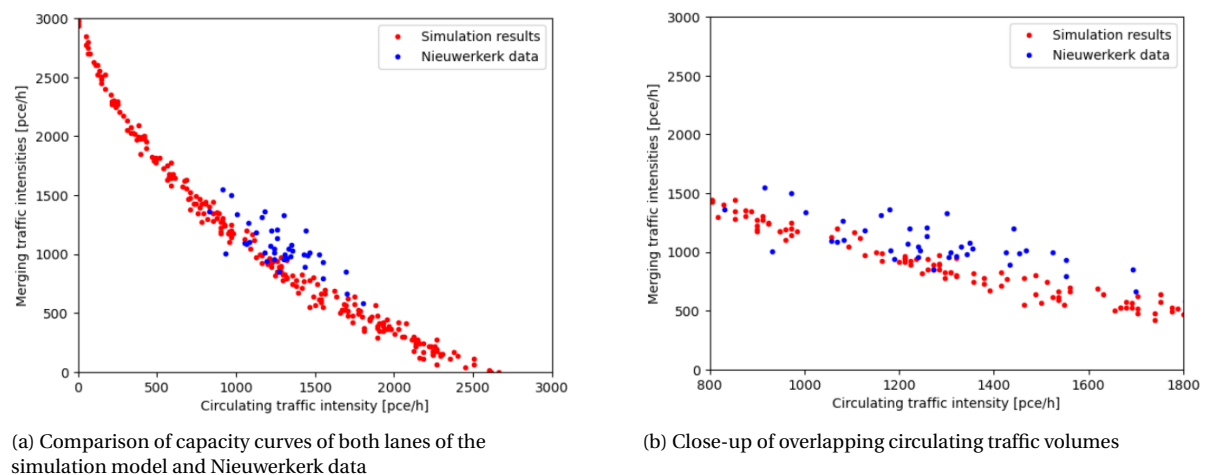 3000
2500
2000
1500
1000
500
0
Merging traffic intensities [pce/h]
Simulation results
Nieuwerkerk data
0
500
1000
1500
2000
2500
3000
Circulating traffic intensity [pce/h]
(a) Comparison of capacity curves of both lanes of the
simulation model and Nieuwerkerk data
3000
2500
2000
1500
1000
500
0
Merging traffic intensities [pce/h]
Simulation results
Nieuwerkerk data
800
1000
1200
1400
1600
1800
Circulating traffic intensity [pce/h]
(b) Close-up of overlapping circulating traffic volumes